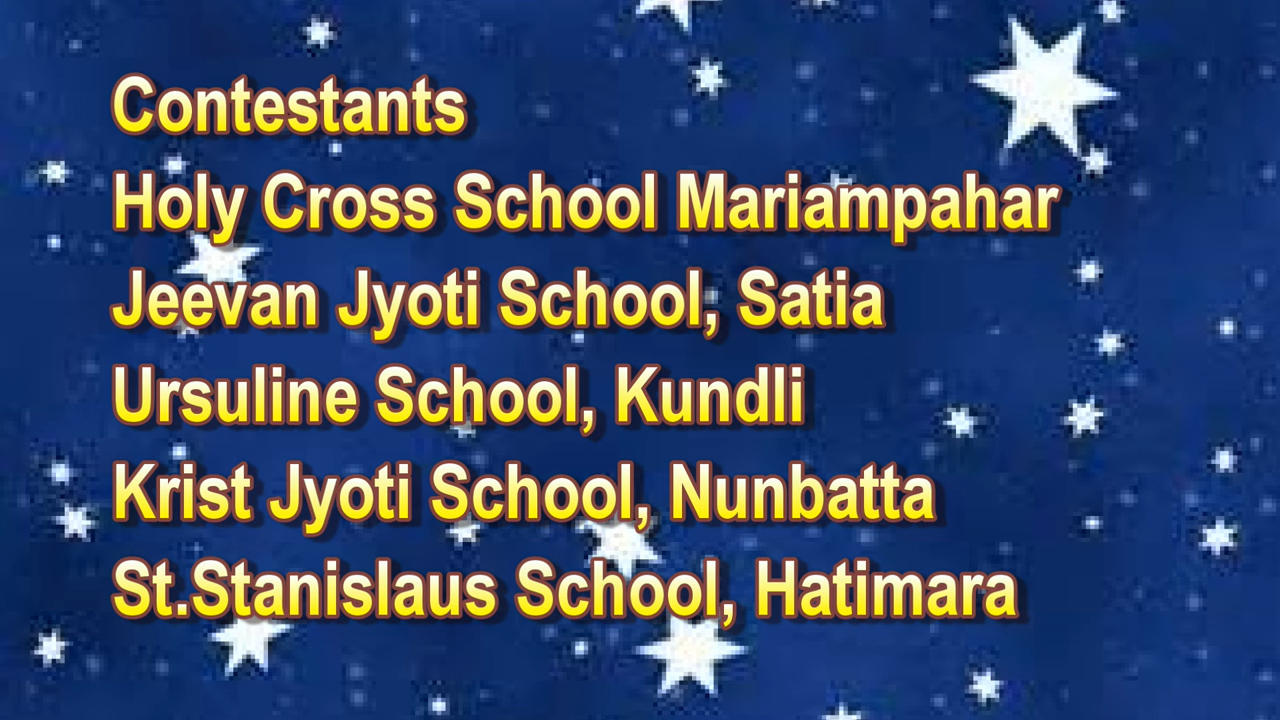 Contestants
Holy Cross School Mariampahar
Jeevan Jyoti School, Satia
Ursuline School, Kundli
Krist Jyoti School, Nunbatta
St.Stanislaus School, Hatimara